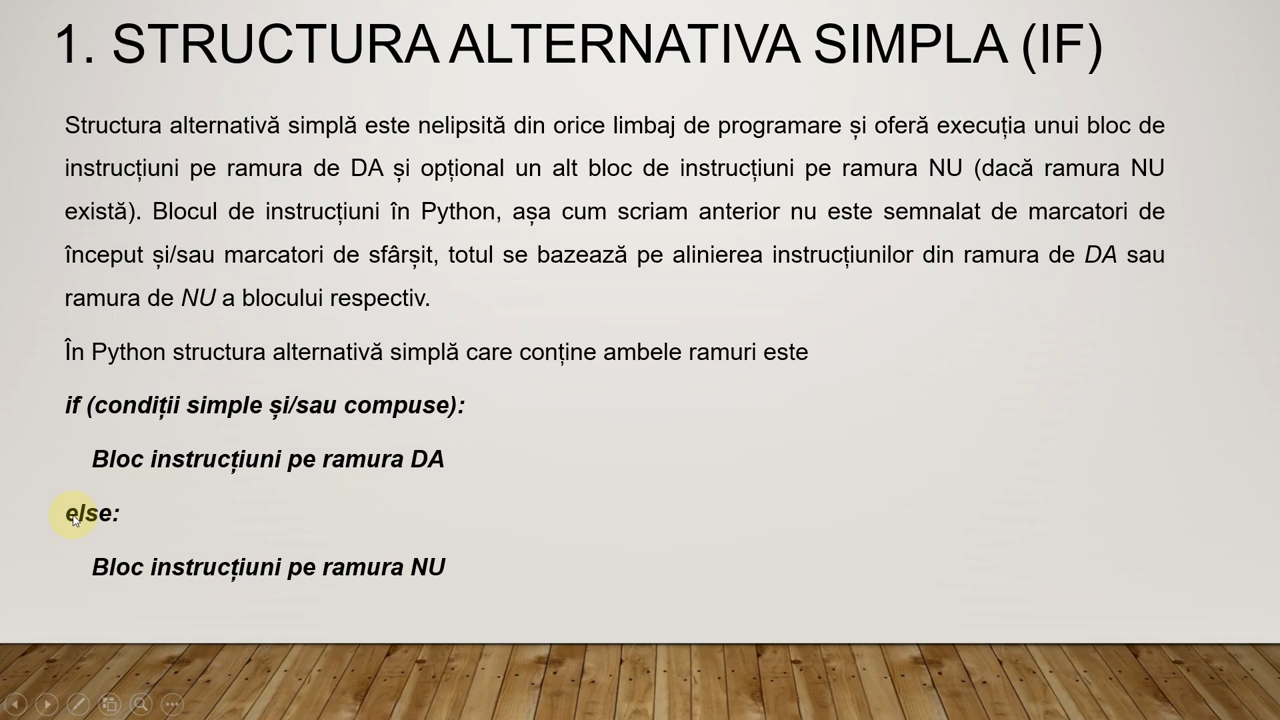 1. STRUCTURA ALTERNATIVA SIMPLA (IF)
Structura alternativă simplă este nelipsită din orice limbaj de programare și oferă execuția unui bloc de
instrucțiuni pe ramura de DA și opțional un alt bloc de instrucțiuni pe ramura NU (dacă ramura NU
există). Blocul de instrucțiuni în Python, așa cum scriam anterior nu este semnalat de marcatori de
început și/sau marcatori de sfârșit, totul se bazează pe alinierea instrucțiunilor din ramura de DA sau
ramura de NU a blocului respectiv.
În Python structura alternativă simplă care conține ambele ramuri este
if (condiții simple și/sau compuse):
Bloc instrucțiuni pe ramura DA
else:
Bloc instrucțiuni pe ramura NU